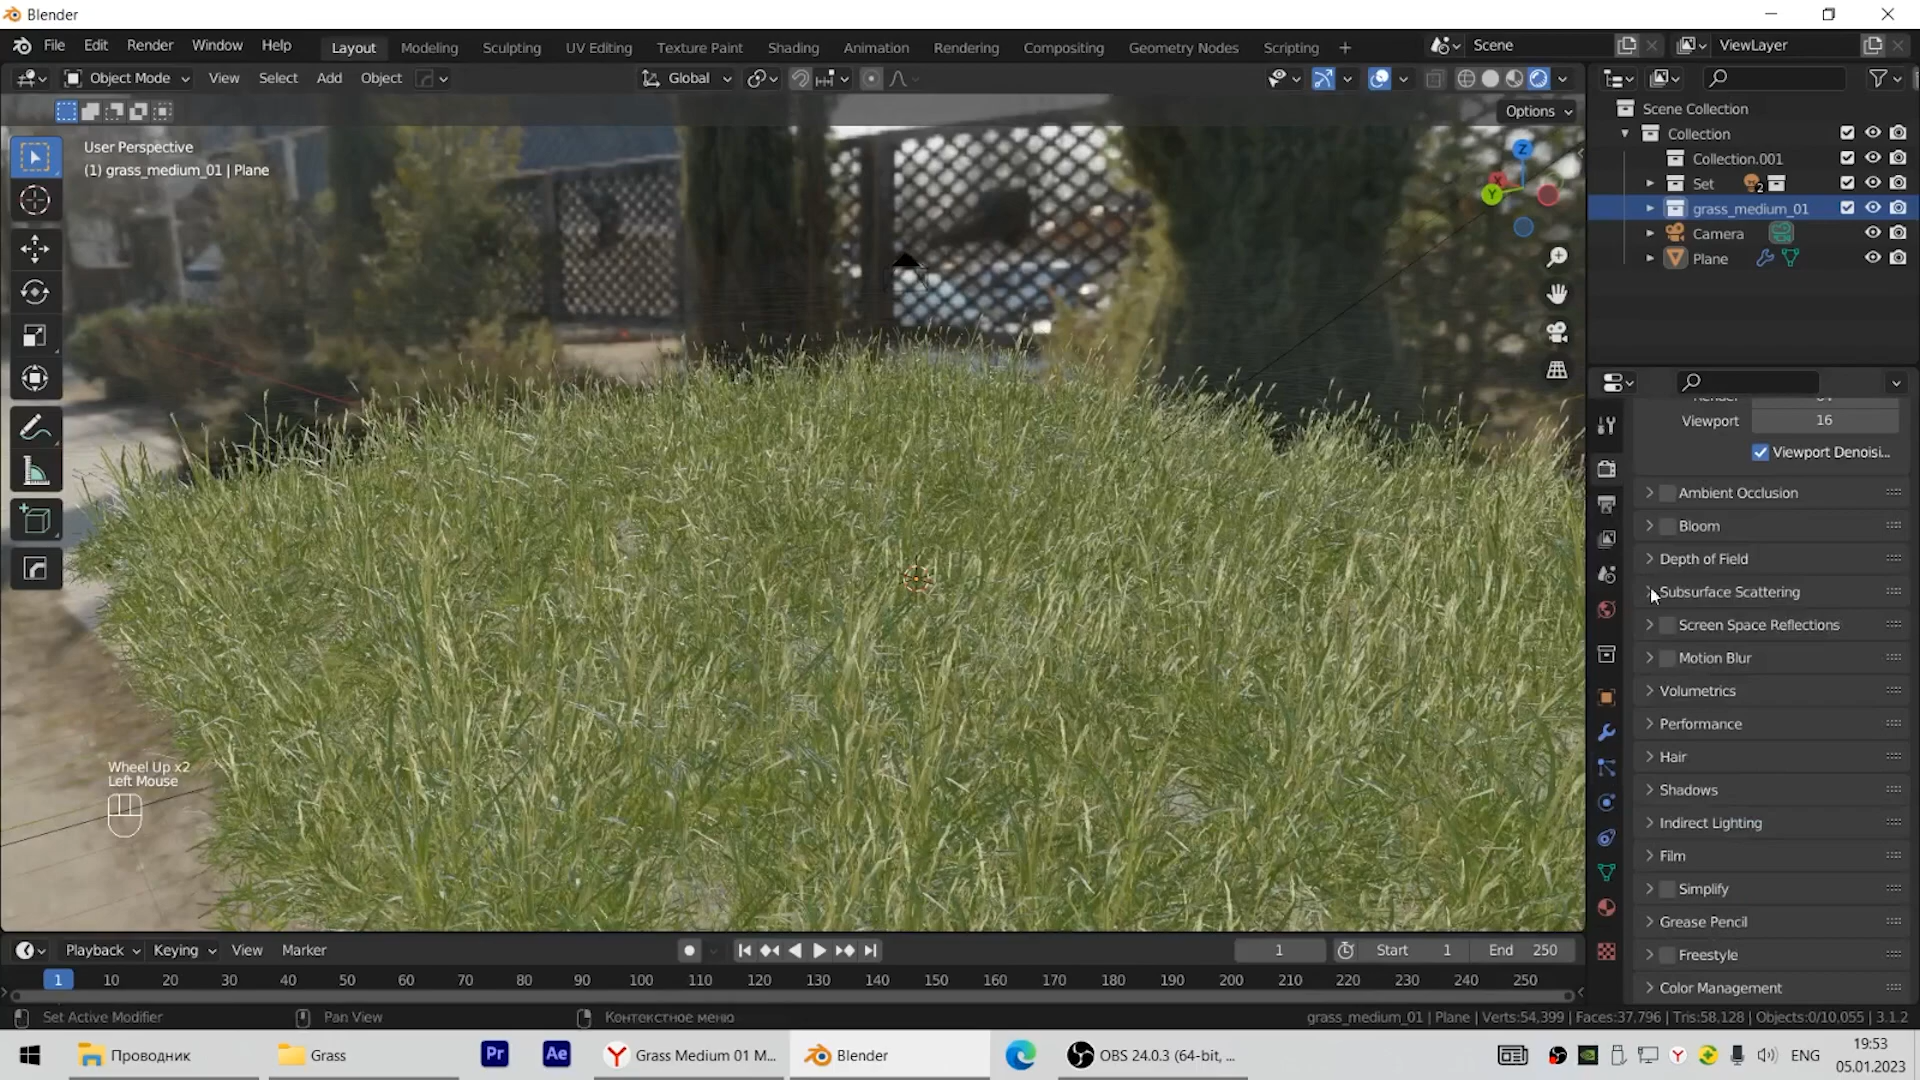 Blender
File Edit Render Window Help Layout Modeling Sculpting UV Editing Texture Paint Shading Animation Rendering Compositing Geometry Nodes Scripting + Scene ViewLayer
Object Mode View Select Add Object Global
Options
User Perspective
(1) grass_medium_01 | Plane
Z
X
Y
Scene Collection
Collection
Collection.001
Set 2
grass_medium_01
Camera
Plane
Viewport 16
Viewport Denoisi...
Ambient Occlusion
Bloom
Depth of Field
Subsurface Scattering
Screen Space Reflections
Motion Blur
Volumetrics
Performance
Hair
Shadows
Indirect Lighting
Film
Simplify
Grease Pencil
Freestyle
Color Management
Wheel Up x2
Left Mouse
Playback Keying View Marker 1 Start 1 End 250
1 10 20 30 40 50 60 70 80 90 100 110 120 130 140 150 160 170 180 190 200 210 220 230 240 250
Set Active Modifier Pan View Контекстное меню grass_medium_01 | Plane | Verts:54,399 | Faces:37,796 | Tris:58,128 | Objects:0/10,055 | 3.1.2
Проводник Grass Pr Ae Grass Medium 01 M... Blender OBS 24.0.3 (64-bit, ... ENG 19:53
05.01.2023